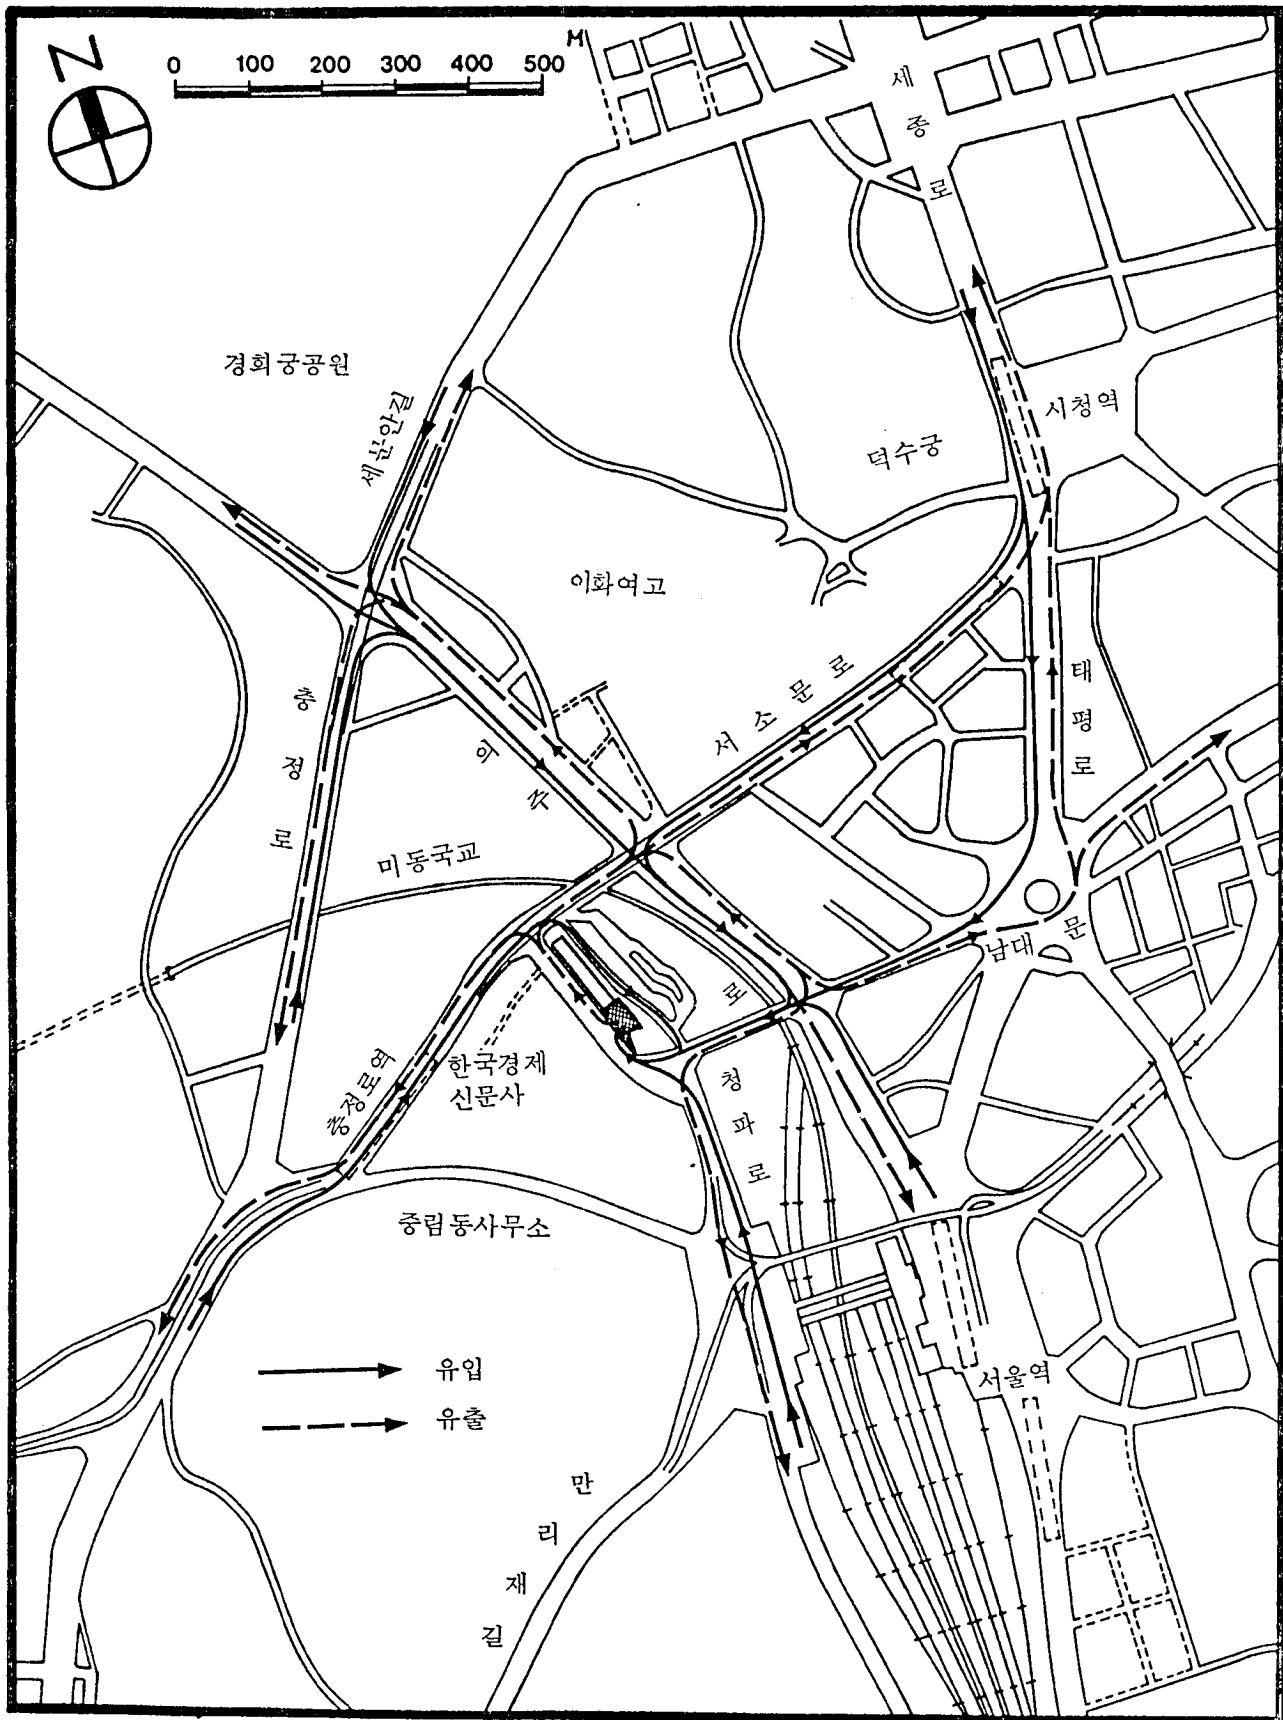 N
0 100 200 300 400 500 M
세종로
경희궁공원
세문안길
시청역
덕수궁
이화여고
충정로
서소문로
태평로
의주로
미동국교
남대문
충정로역
한국경제
신문사
청파로
중림동사무소
유입
유출
서울역
만리재길